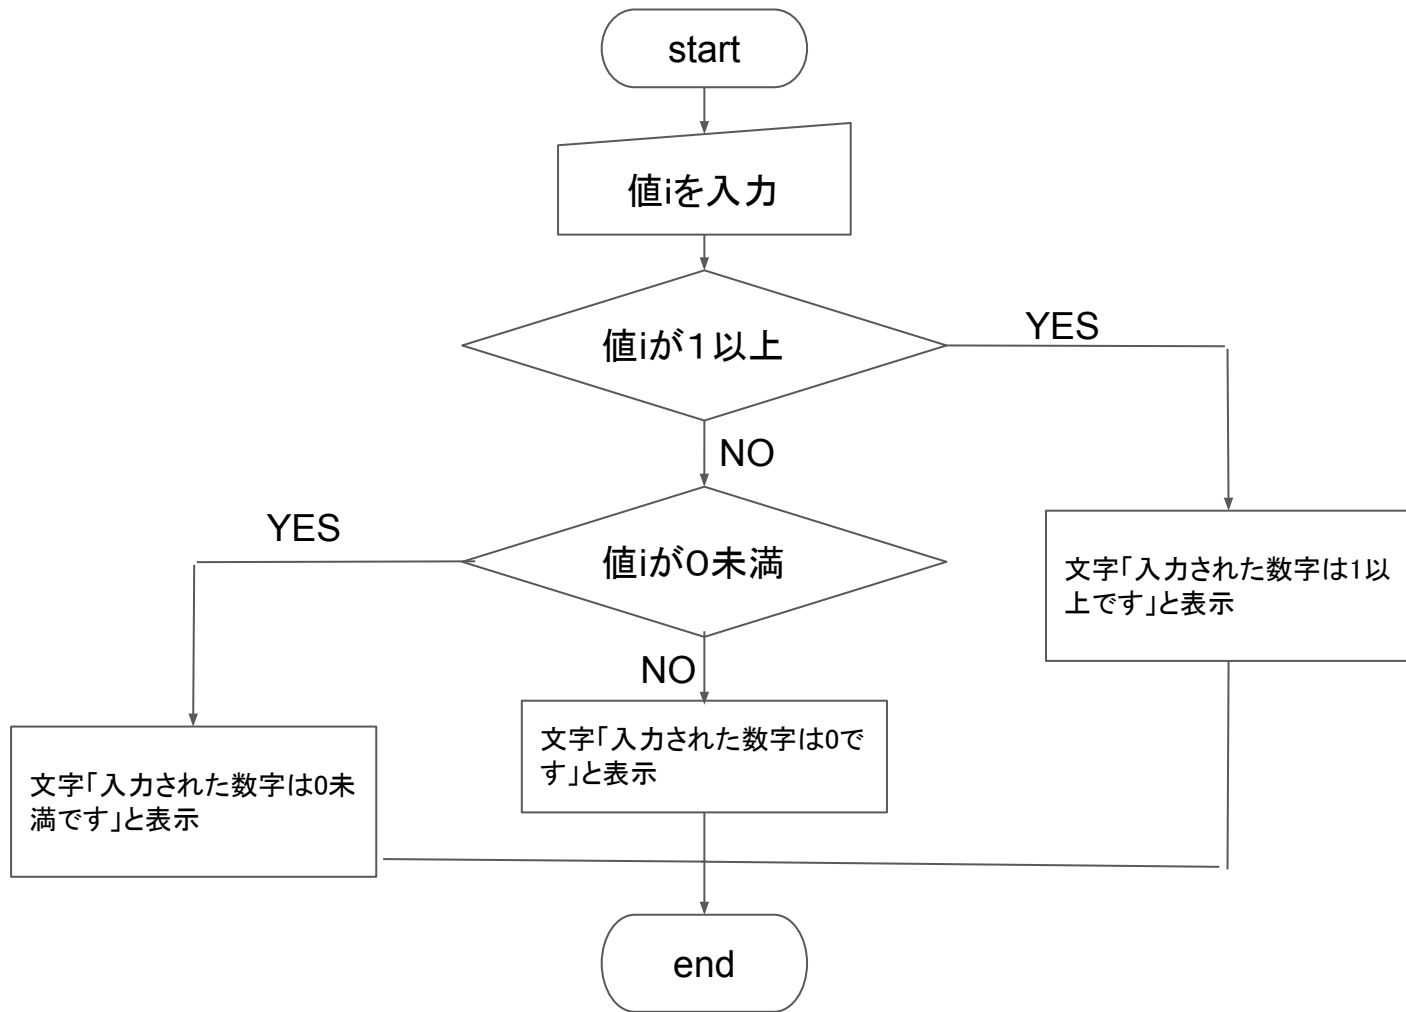 start
値iを入力
値iが１以上
YES
NO
YES
値iが０未満
文字「入力された数字は1以
上です」と表示
NO
文字「入力された数字は0で
す」と表示
文字「入力された数字は0未
満です」と表示
end